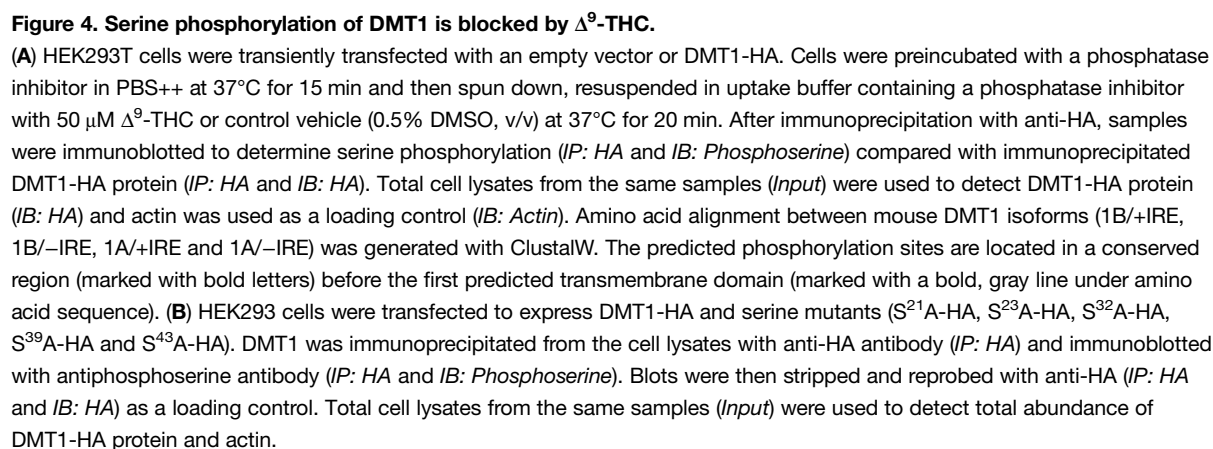 Figure 4. Serine phosphorylation of DMT1 is blocked by Δ⁹-THC.
(A) HEK293T cells were transiently transfected with an empty vector or DMT1-HA. Cells were preincubated with a phosphatase
inhibitor in PBS++ at 37°C for 15 min and then spun down, resuspended in uptake buffer containing a phosphatase inhibitor
with 50 μM Δ⁹-THC or control vehicle (0.5% DMSO, v/v) at 37°C for 20 min. After immunoprecipitation with anti-HA, samples
were immunoblotted to determine serine phosphorylation (IP: HA and IB: Phosphoserine) compared with immunoprecipitated
DMT1-HA protein (IP: HA and IB: HA). Total cell lysates from the same samples (Input) were used to detect DMT1-HA protein
(IB: HA) and actin was used as a loading control (IB: Actin). Amino acid alignment between mouse DMT1 isoforms (1B/+IRE,
1B/−IRE, 1A/+IRE and 1A/−IRE) was generated with ClustalW. The predicted phosphorylation sites are located in a conserved
region (marked with bold letters) before the first predicted transmembrane domain (marked with a bold, gray line under amino
acid sequence). (B) HEK293 cells were transfected to express DMT1-HA and serine mutants (S²¹A-HA, S²³A-HA, S³²A-HA,
S³⁹A-HA and S⁴³A-HA). DMT1 was immunoprecipitated from the cell lysates with anti-HA antibody (IP: HA) and immunoblotted
with antiphosphoserine antibody (IP: HA and IB: Phosphoserine). Blots were then stripped and reprobed with anti-HA (IP: HA
and IB: HA) as a loading control. Total cell lysates from the same samples (Input) were used to detect total abundance of
DMT1-HA protein and actin.